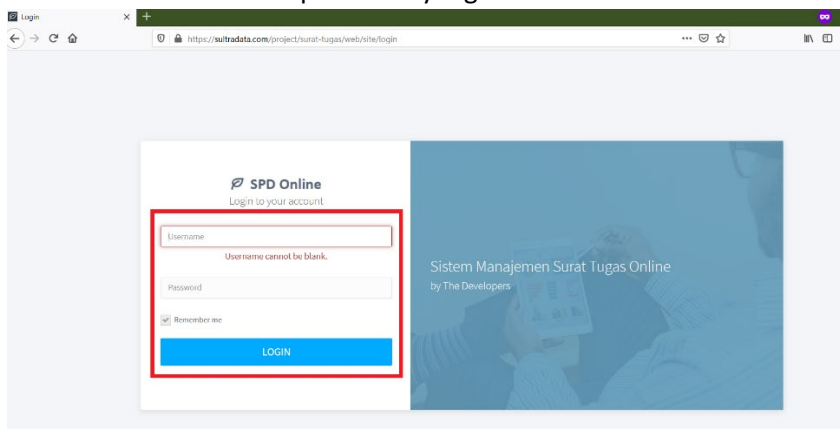 Login
https://sultradata.com/project/surat-tugas/web/site/login
SPD Online
Login to your account
Username
Username cannot be blank.
Password
Remember me
LOGIN
Sistem Manajemen Surat Tugas Online
by The Developers